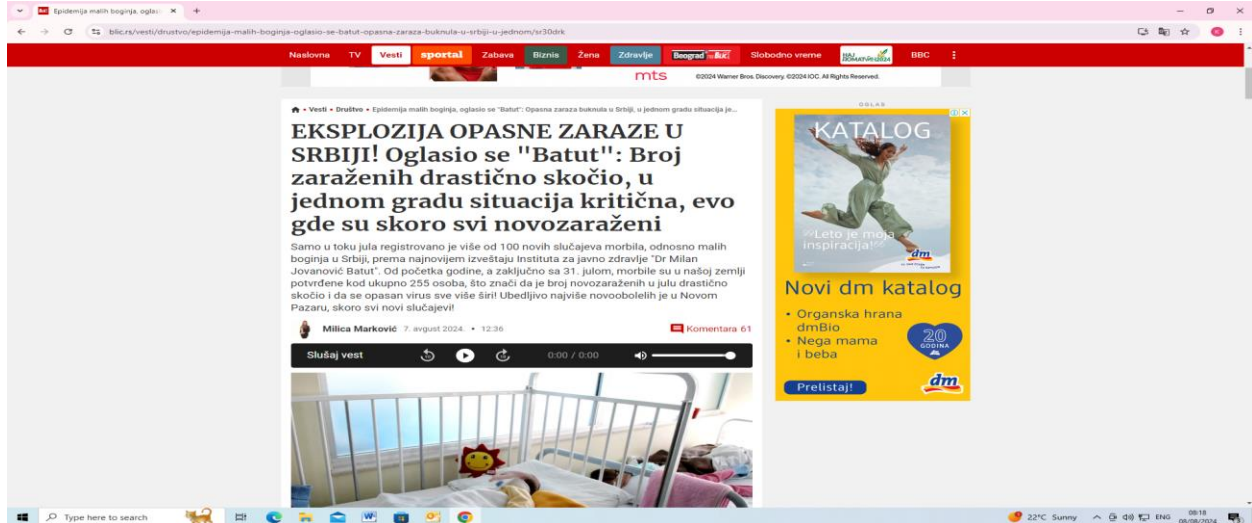 Epidemija malih boginja, oglasi
blic.rs/vesti/drustvo/epidemija-malih-boginja-oglasio-se-batut-opasna-zaraza-buknula-u-srbiji-u-jednom/sr30drk
Naslovna TV Vesti sportal Zabava Biznis Žena Zdravlje Beograd Blic Slobodno vreme BBC
mts ©2024 Warner Bros. Discovery. ©2024 IOC. All Rights Reserved.
Vesti • Društvo • Epidemija malih boginja, oglasio se "Batut": Opasna zaraza buknula u Srbiji, u jednom gradu situacija je...
EKSPLOZIJA OPASNE ZARAZE U
SRBIJI! Oglasio se "Batut": Broj
zaraženih drastično skočio, u
jednom gradu situacija kritična, evo
gde su skoro svi novozaraženi
Samo u toku jula registrovano je više od 100 novih slučajeva morbila, odnosno malih
boginja u Srbiji, prema najnovijem izveštaju Instituta za javno zdravlje "Dr Milan
Jovanović Batut". Od početka godine, a zaključno sa 31. julom, morbile su u našoj zemlji
potvrđene kod ukupno 255 osoba, što znači da je broj novozaraženih u julu drastično
skočio i da se opasan virus sve više širi! Ubedljivo najviše novoobolelih je u Novom
Pazaru, skoro svi novi slučajevi!
Milica Marković 7. avgust 2024. • 12:36
Komentara 61
Slušaj vest 0:00 / 0:00
OGLAS
KATALOG
"Leto je moja
inspiracija!"
dm
Novi dm katalog
• Organska hrana
dmBio
• Nega mama
i beba
20
GODINA
Prelistaj!
dm
Type here to search
22°C Sunny
ENG
08:18
08/08/2024